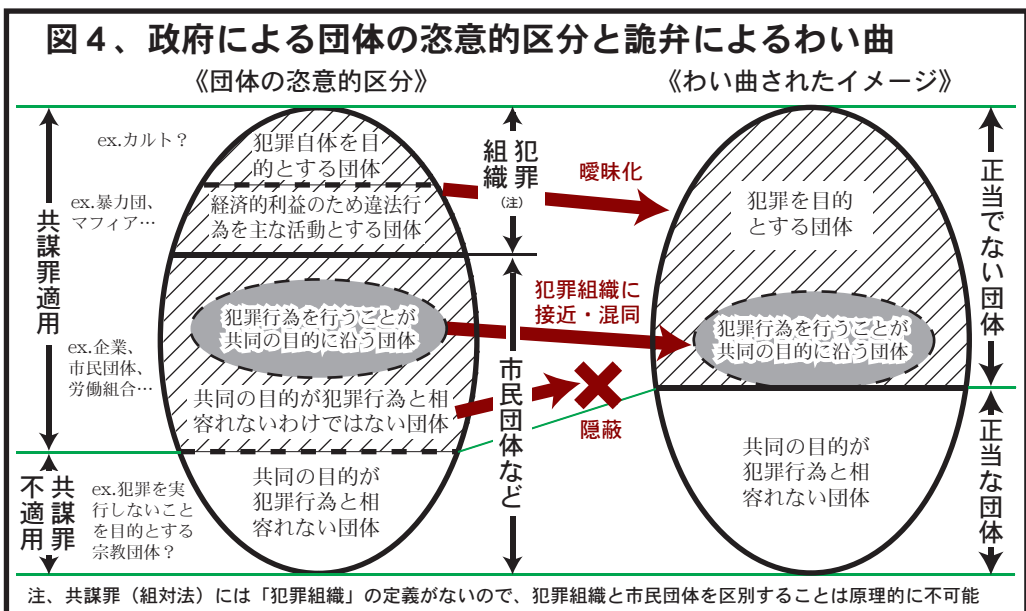 図４、政府による団体の恣意的区分と詭弁によるわい曲
《団体の恣意的区分》
《わい曲されたイメージ》
共謀罪適用
共謀罪
不適用
ex.カルト？
ex.暴力団、
マフィア…
ex.企業、
市民団体、
労働組合…
ex.犯罪を実
行しないこと
を目的とする
宗教団体？
犯罪自体を目
的とする団体
経済的利益のため違法行
為を主な活動とする団体
犯罪行為を行うことが
共同の目的に沿う団体
共同の目的が犯罪行為と相
容れないわけではない団体
共同の目的が
犯罪行為と相
容れない団体
犯罪
組織
（注）
市民団体など
曖昧化
犯罪組織に
接近・混同
隠蔽
犯罪を目的
とする団体
犯罪行為を行うことが
共同の目的に沿う団体
共同の目的が
犯罪行為と相
容れない団体
正当でない団体
正当な団体
注、共謀罪（組対法）には「犯罪組織」の定義がないので、犯罪組織と市民団体を区別することは原理的に不可能